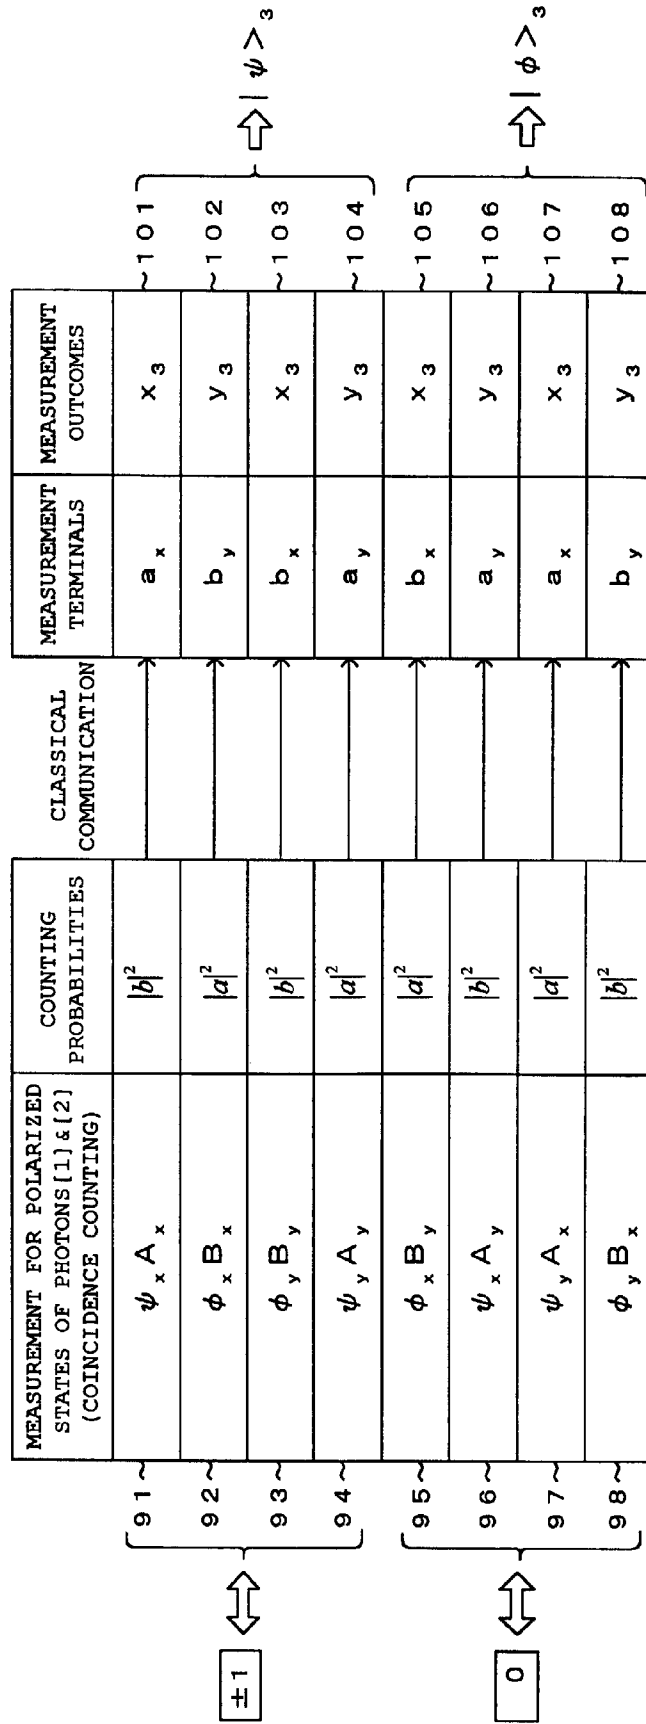 MEASUREMENT FOR POLARIZED
STATES OF PHOTONS[1]&[2]
(COINCIDENCE COUNTING)
COUNTING
PROBABILITIES
CLASSICAL
COMMUNICATION
MEASUREMENT
TERMINALS
MEASUREMENT
OUTCOMES
91~ ψx Ax |b|² ax x3 ~101
92~ ϕx Bx |a|² by y3 ~102
93~ ϕy By |b|² bx x3 ~103
94~ ψy Ay |a|² ay y3 ~104
±1
|ψ>3
95~ ϕx By |a|² bx x3 ~105
96~ ψx Ay |b|² ay y3 ~106
97~ ψy Ax |a|² ax x3 ~107
98~ ϕy Bx |b|² by y3 ~108
0
|ϕ>3